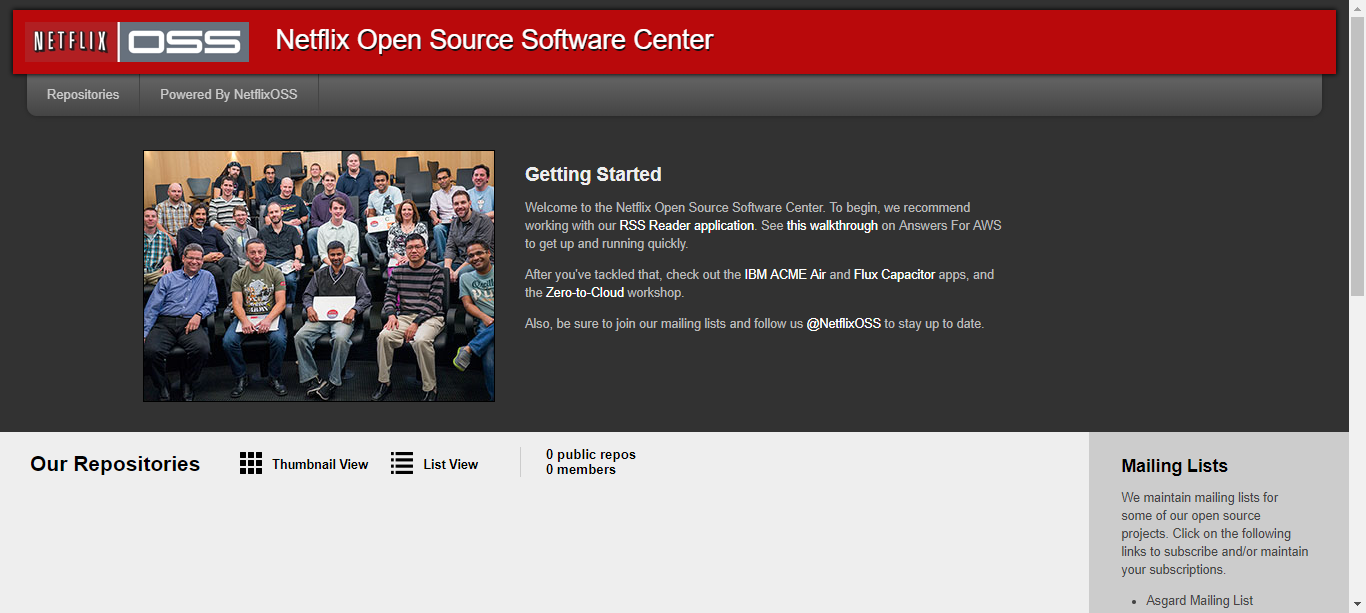 NETFLIX OSS Netflix Open Source Software Center
Repositories Powered By NetflixOSS
Getting Started
Welcome to the Netflix Open Source Software Center. To begin, we recommend
working with our RSS Reader application. See this walkthrough on Answers For AWS
to get up and running quickly.
After you've tackled that, check out the IBM ACME Air and Flux Capacitor apps, and
the Zero-to-Cloud workshop.
Also, be sure to join our mailing lists and follow us @NetflixOSS to stay up to date.
Our Repositories Thumbnail View List View
0 public repos
0 members
Mailing Lists
We maintain mailing lists for
some of our open source
projects. Click on the following
links to subscribe and/or maintain
your subscriptions.
• Asgard Mailing List